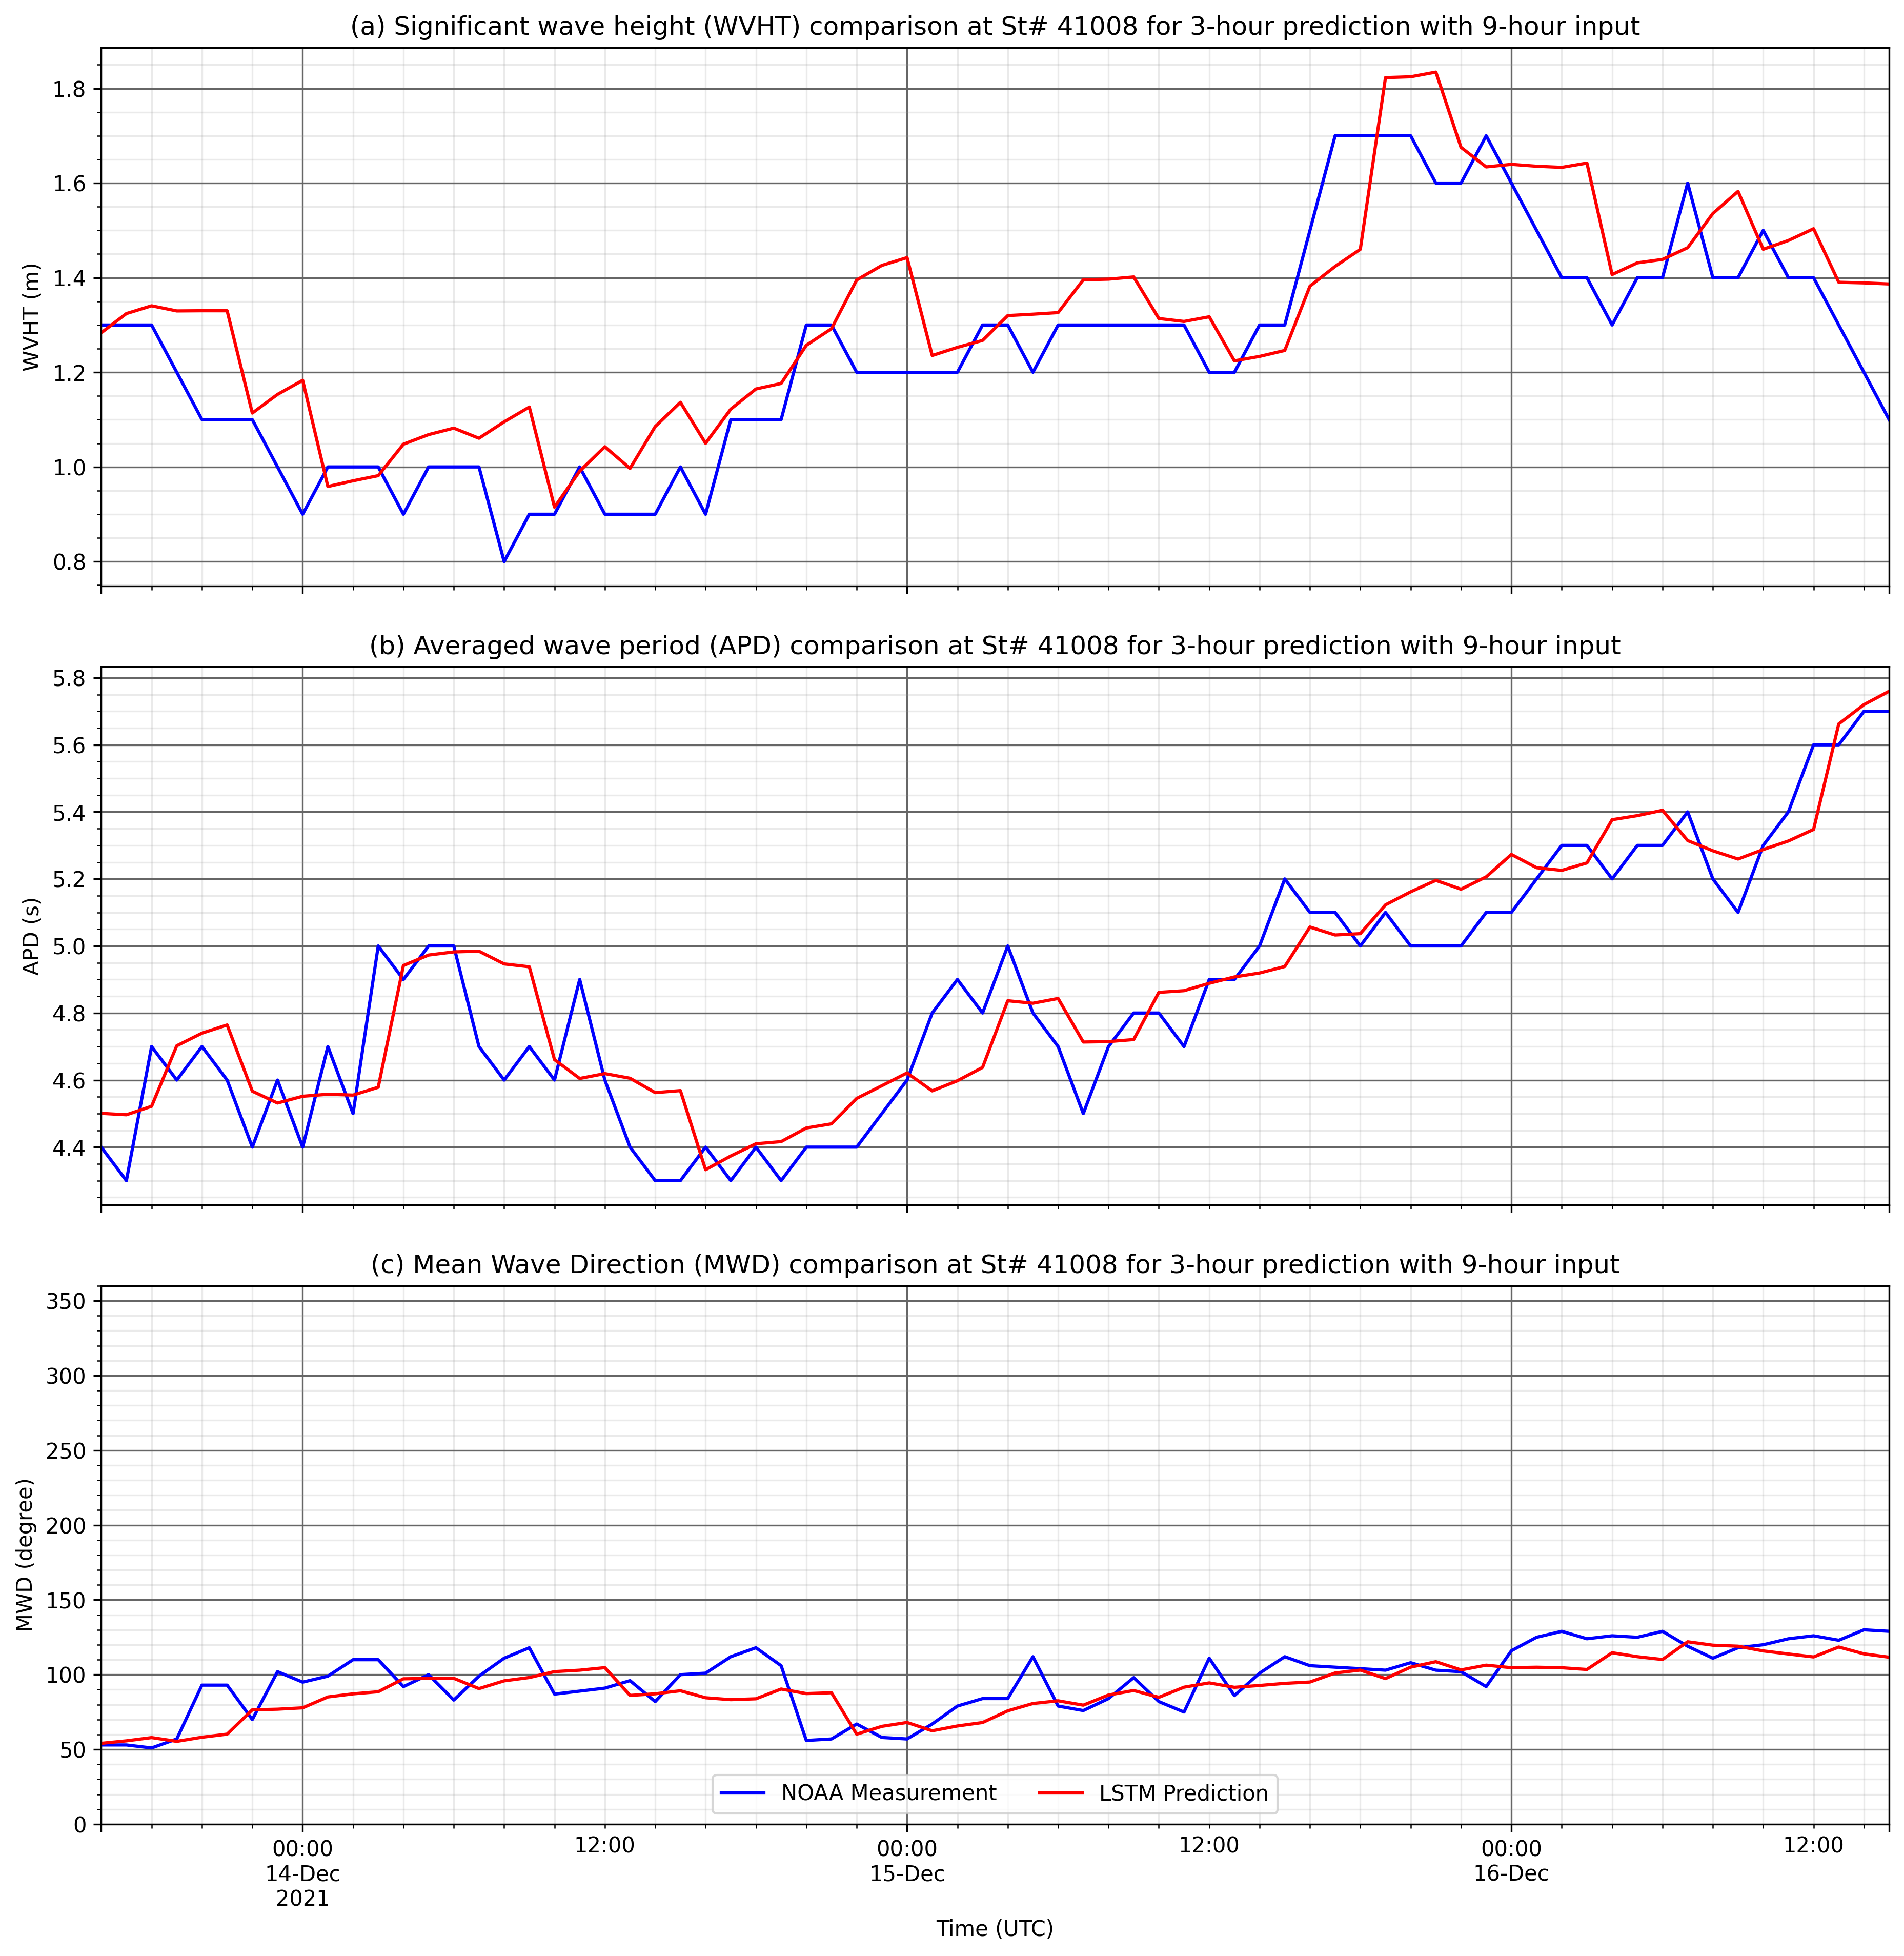 (a) Significant wave height (WVHT) comparison at St# 41008 for 3-hour prediction with 9-hour input
1.8
1.6
1.4
1.2
1.0
0.8
WVHT (m)
(b) Averaged wave period (APD) comparison at St# 41008 for 3-hour prediction with 9-hour input
5.8
5.6
5.4
5.2
5.0
4.8
4.6
4.4
APD (s)
(c) Mean Wave Direction (MWD) comparison at St# 41008 for 3-hour prediction with 9-hour input
350
300
250
200
150
100
50
0
MWD (degree)
NOAA Measurement LSTM Prediction
00:00 12:00 00:00 12:00 00:00 12:00
14-Dec 15-Dec 16-Dec
2021
Time (UTC)